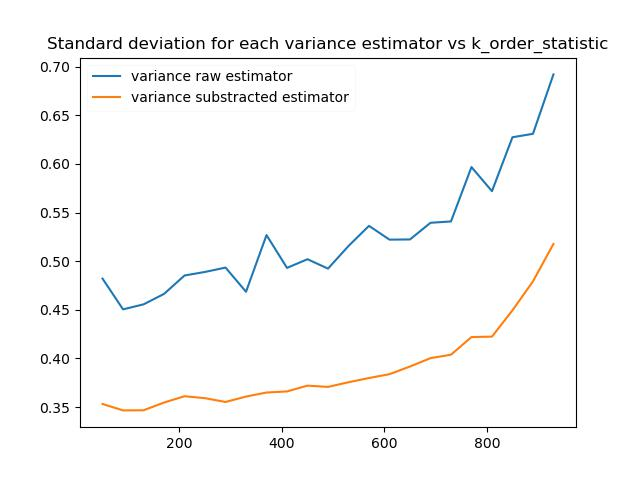 Standard deviation for each variance estimator vs k_order_statistic
variance raw estimator
variance substracted estimator
0.70
0.65
0.60
0.55
0.50
0.45
0.40
0.35
200 400 600 800